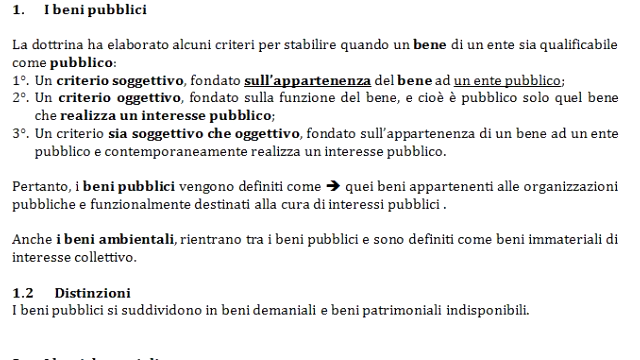 1. I beni pubblici
La dottrina ha elaborato alcuni criteri per stabilire quando un bene di un ente sia qualificabile
come pubblico:
1°. Un criterio soggettivo, fondato sull'appartenenza del bene ad un ente pubblico;
2°. Un criterio oggettivo, fondato sulla funzione del bene, e cioè è pubblico solo quel bene
che realizza un interesse pubblico;
3°. Un criterio sia soggettivo che oggettivo, fondato sull'appartenenza di un bene ad un ente
pubblico e contemporaneamente realizza un interesse pubblico.
Pertanto, i beni pubblici vengono definiti come ➔ quei beni appartenenti alle organizzazioni
pubbliche e funzionalmente destinati alla cura di interessi pubblici .
Anche i beni ambientali, rientrano tra i beni pubblici e sono definiti come beni immateriali di
interesse collettivo.
1.2 Distinzioni
I beni pubblici si suddividono in beni demaniali e beni patrimoniali indisponibili.